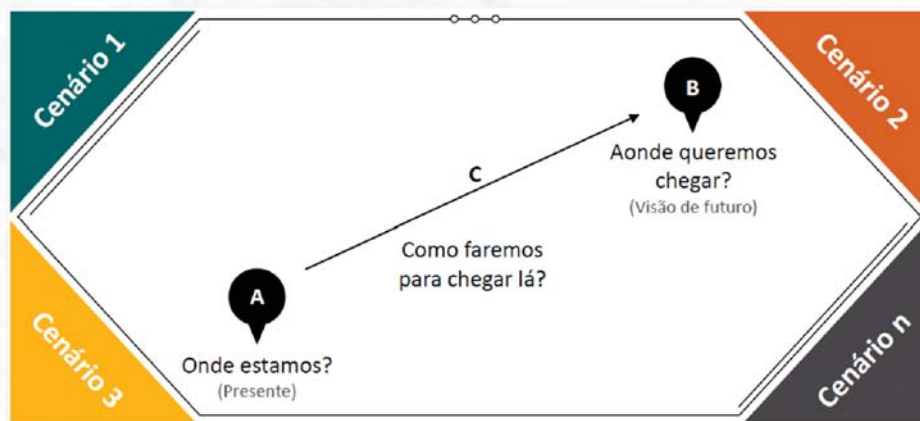 Cenário 1
Cenário 2
B
Aonde queremos
chegar?
(Visão de futuro)
C
Como faremos
para chegar lá?
A
Onde estamos?
(Presente)
Cenário 3
Cenário n